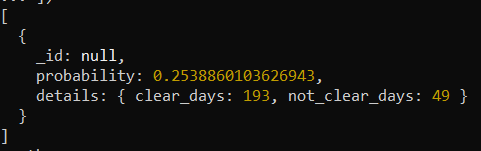 [
  {
    _id: null,
    probability: 0.2538860103626943,
    details: { clear_days: 193, not_clear_days: 49 }
  }
]